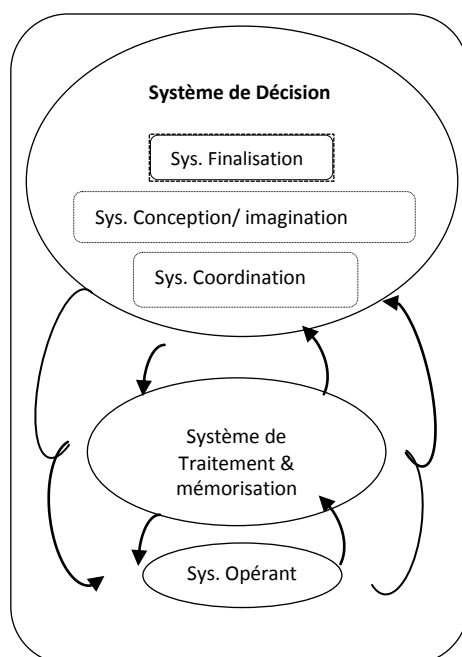 Système de Décision
Sys. Finalisation
Sys. Conception/ imagination
Sys. Coordination
Système de
Traitement &
mémorisation
Sys. Opérant